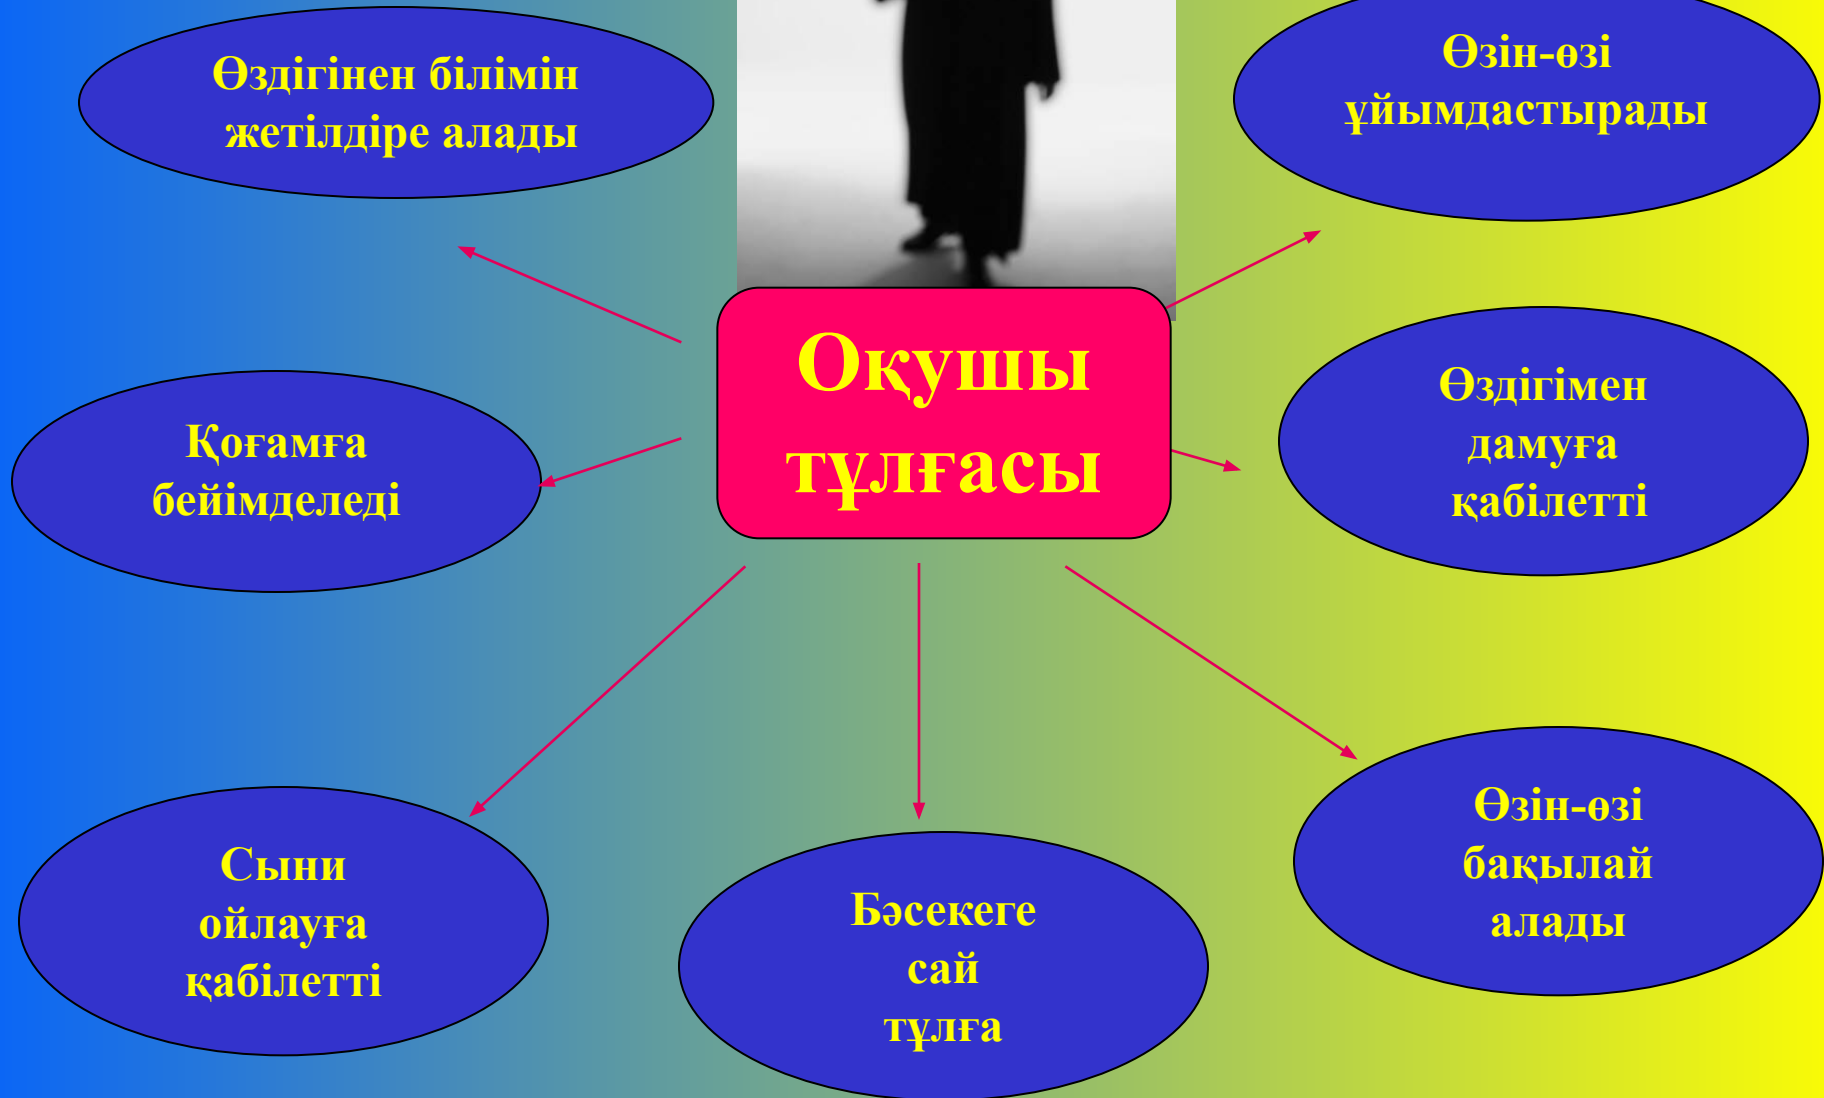 Өздігінен білімін
жетілдіре алады
Өзін-өзі
ұйымдастырады
Оқушы
тұлғасы
Қоғамға
бейімделеді
Өздігімен
дамуға
қабілетті
Сыни
ойлауға
қабілетті
Бәсекеге
сай
тұлға
Өзін-өзі
бақылай
алады